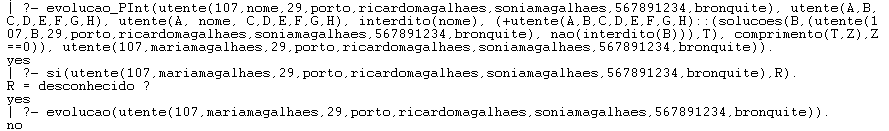 | ?- evolucao_PInt(utente(107,nome,29,porto,ricardomagalhaes,soniamagalhaes,567891234,bronquite), utente(A,B,
C,D,E,F,G,H), utente(A, nome, C,D,E,F,G,H), interdito(nome), (+utente(A,B,C,D,E,F,G,H)::(solucoes(B,(utente(1
07,B,29,porto,ricardomagalhaes,soniamagalhaes,567891234,bronquite), nao(interdito(B))),T), comprimento(T,Z),Z
==0)), utente(107,mariamagalhaes,29,porto,ricardomagalhaes,soniamagalhaes,567891234,bronquite)).
yes
| ?- si(utente(107,mariamagalhaes,29,porto,ricardomagalhaes,soniamagalhaes,567891234,bronquite),R).
R = desconhecido ?
yes
| ?- evolucao(utente(107,mariamagalhaes,29,porto,ricardomagalhaes,soniamagalhaes,567891234,bronquite)).
no